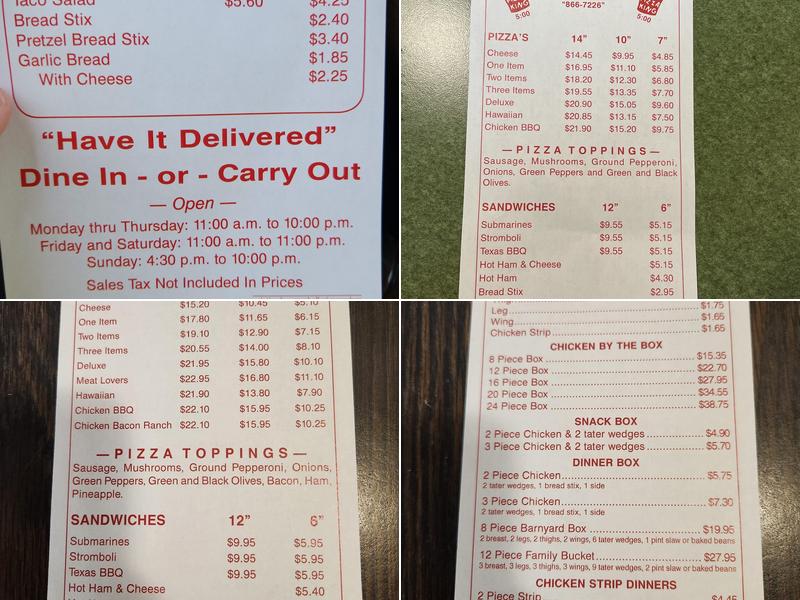 Taco Salad $5.60 $4.25
Bread Stix $2.40
Pretzel Bread Stix $3.40
Garlic Bread $1.85
With Cheese $2.25
"Have It Delivered"
Dine In - or - Carry Out
— Open —
Monday thru Thursday: 11:00 a.m. to 10:00 p.m.
Friday and Saturday: 11:00 a.m. to 11:00 p.m.
Sunday: 4:30 p.m. to 10:00 p.m.
Sales Tax Not Included In Prices
KING
5:00
"866-7226"
KING
5:00
PIZZA'S 14" 10" 7"
Cheese $14.45 $9.95 $4.85
One Item $16.95 $11.10 $5.85
Two Items $18.20 $12.30 $6.80
Three Items $19.55 $13.35 $7.70
Deluxe $20.90 $15.05 $9.60
Hawaiian $20.85 $13.15 $7.50
Chicken BBQ $21.90 $15.20 $9.75
— PIZZA TOPPINGS —
Sausage, Mushrooms, Ground Pepperoni,
Onions, Green Peppers and Green and Black
Olives.
SANDWICHES 12" 6"
Submarines $9.55 $5.15
Stromboli $9.55 $5.15
Texas BBQ $9.55 $5.15
Hot Ham & Cheese $5.15
Hot Ham $4.30
Bread Stix $2.95
Cheese $15.20 $10.45 $5.10
One Item $17.80 $11.65 $6.15
Two Items $19.10 $12.90 $7.15
Three Items $20.55 $14.00 $8.10
Deluxe $21.95 $15.80 $10.10
Meat Lovers $22.95 $16.80 $11.10
Hawaiian $21.90 $13.80 $7.90
Chicken BBQ $22.10 $15.95 $10.25
Chicken Bacon Ranch $22.10 $15.95 $10.25
— PIZZA TOPPINGS —
Sausage, Mushrooms, Ground Pepperoni, Onions,
Green Peppers, Green and Black Olives, Bacon, Ham,
Pineapple.
SANDWICHES 12" 6"
Submarines $9.95 $5.95
Stromboli $9.95 $5.95
Texas BBQ $9.95 $5.95
Hot Ham & Cheese $5.40
Thigh $1.75
Leg $1.65
Wing $1.65
Chicken Strip
CHICKEN BY THE BOX
8 Piece Box $15.35
12 Piece Box $22.70
16 Piece Box $27.95
20 Piece Box $34.55
24 Piece Box $38.75
SNACK BOX
2 Piece Chicken & 2 tater wedges $4.90
3 Piece Chicken & 2 tater wedges $5.70
DINNER BOX
2 Piece Chicken $5.75
2 tater wedges, 1 bread stix, 1 side
3 Piece Chicken $7.30
2 tater wedges, 1 bread stix, 1 side
8 Piece Barnyard Box $19.95
2 breast, 2 legs, 2 thighs, 2 wings, 6 tater wedges, 1 pint slaw or baked beans
12 Piece Family Bucket $27.95
3 breast, 3 legs, 3 thighs, 3 wings, 9 tater wedges, 2 pint slaw or baked beans
CHICKEN STRIP DINNERS
2 Piece Strip $4.45